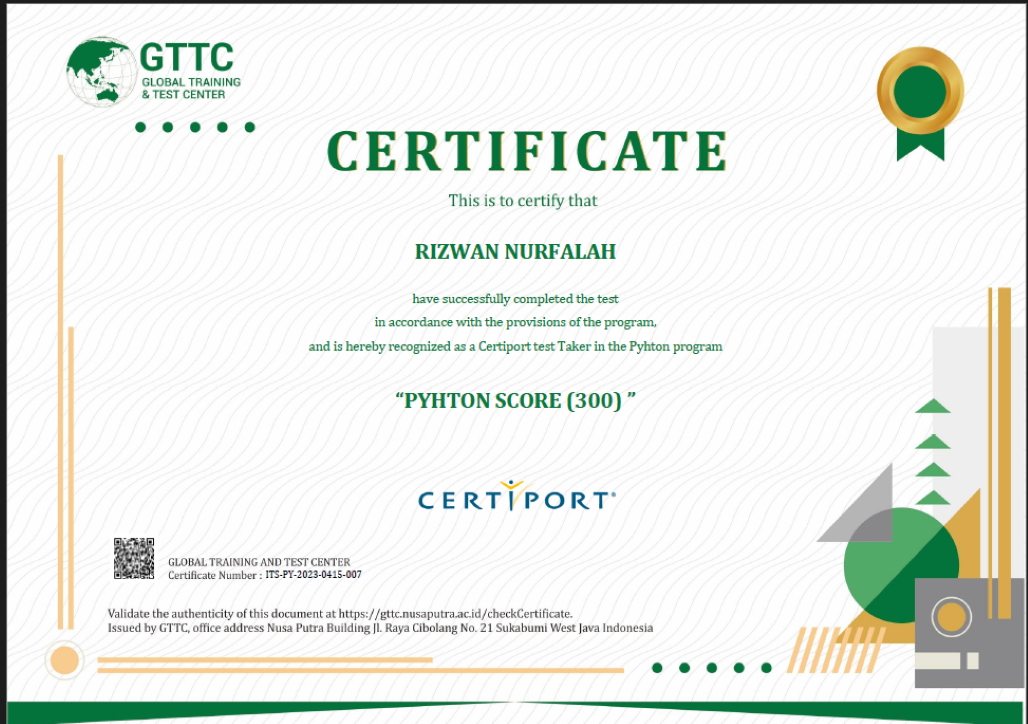 GTTC
GLOBAL TRAINING
& TEST CENTER
CERTIFICATE
This is to certify that
RIZWAN NURFALAH
have successfully completed the test
in accordance with the provisions of the program,
and is hereby recognized as a Certiport test Taker in the Pyhton program
“PYHTON SCORE (300) ”
CERTIPORT®
GLOBAL TRAINING AND TEST CENTER
Certificate Number : ITS-PY-2023-0415-007
Validate the authenticity of this document at https://gttc.nusaputra.ac.id/checkCertificate.
Issued by GTTC, office address Nusa Putra Building Jl. Raya Cibolang No. 21 Sukabumi West Java Indonesia